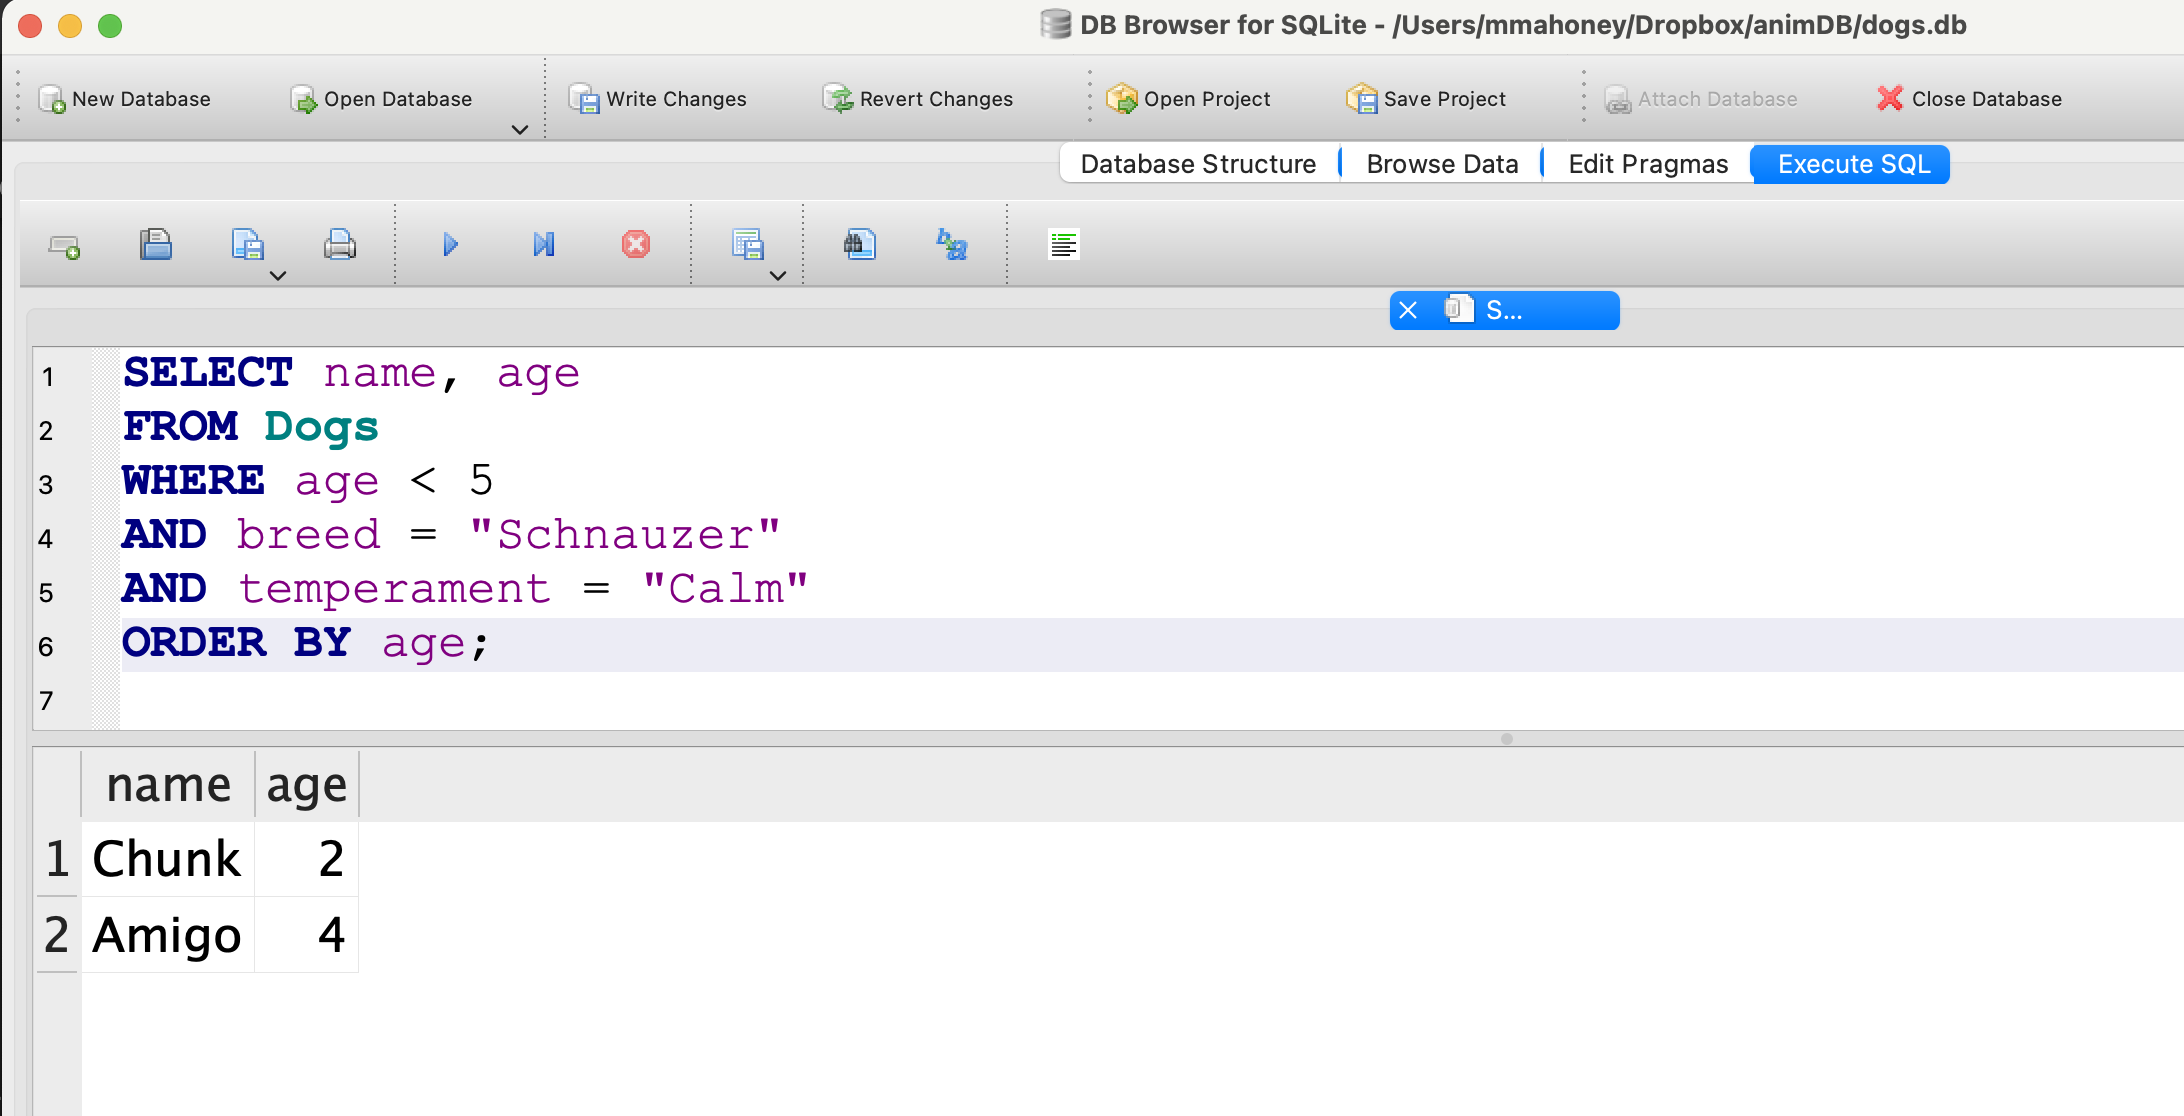 DB Browser for SQLite - /Users/mmahoney/Dropbox/animDB/dogs.db
New Database Open Database Write Changes Revert Changes Open Project Save Project Attach Database Close Database
Database Structure Browse Data Edit Pragmas Execute SQL
S...
1 SELECT name, age
2 FROM Dogs
3 WHERE age < 5
4 AND breed = "Schnauzer"
5 AND temperament = "Calm"
6 ORDER BY age;
7
name age
1 Chunk 2
2 Amigo 4